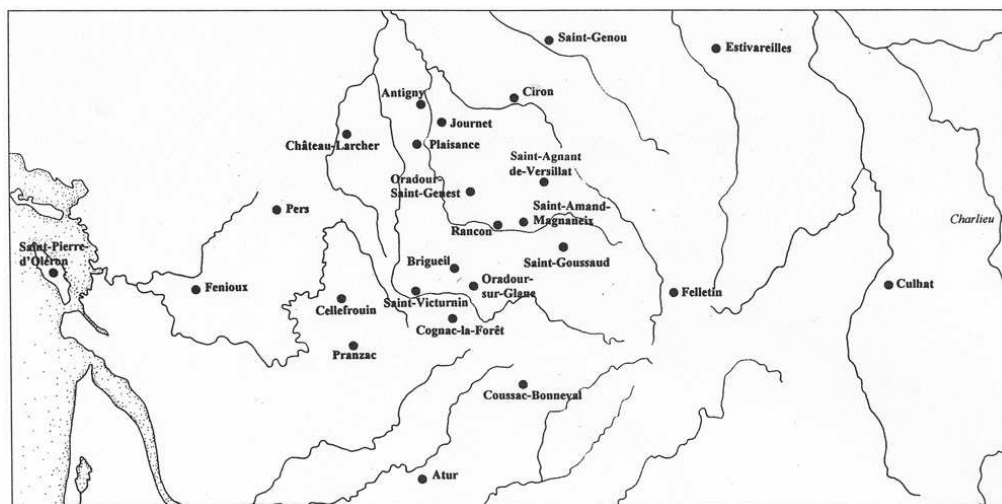 Saint-Genou
Estivareilles
Antigny
Ciron
Journet
Château-Larcher
Plaisance
Saint-Agnant
de-Versillat
Oradour-
Saint-Genest
Pers
Saint-Amand-
Magnaneix
Rancon
Charlieu
Saint-Pierre-
d'Oléron
Saint-Goussaud
Brigueil
Fenioux
Oradour-
sur-Glane
Felletin
Culhat
Cellefrouin
Saint-Victurnin
Cognac-la-Forêt
Pranzac
Coussac-Bonneval
Atur